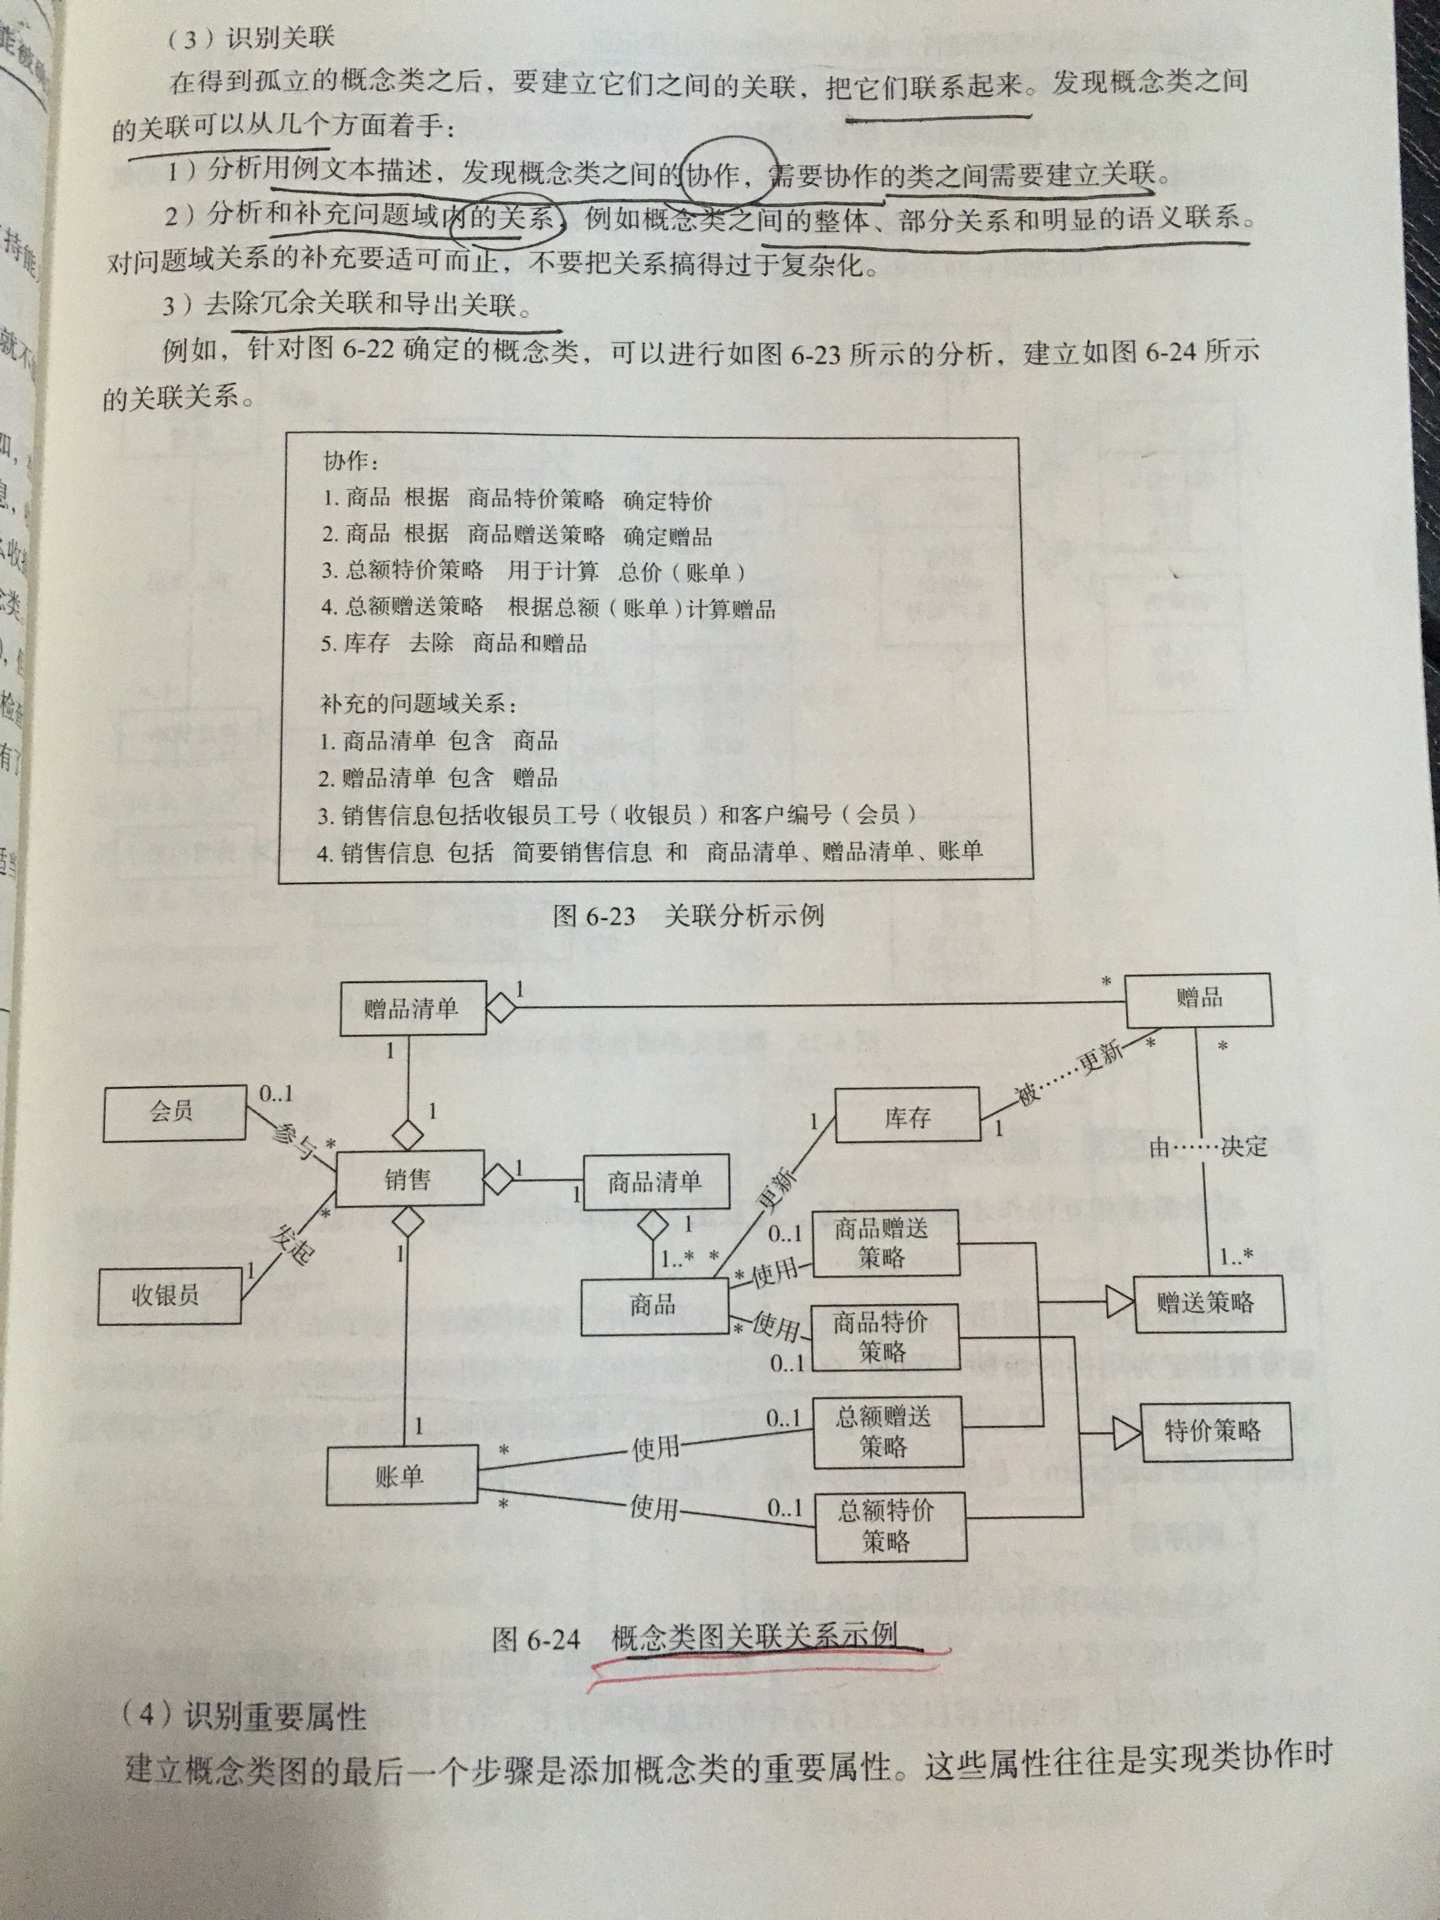 （3）识别关联
在得到孤立的概念类之后，要建立它们之间的关联，把它们联系起来。发现概念类之间
的关联可以从几个方面着手：
1）分析用例文本描述，发现概念类之间的协作，需要协作的类之间需要建立关联。
2）分析和补充问题域内的关系，例如概念类之间的整体、部分关系和明显的语义联系。
对问题域关系的补充要适可而止，不要把关系搞得过于复杂化。
3）去除冗余关联和导出关联。
例如，针对图 6-22 确定的概念类，可以进行如图 6-23 所示的分析，建立如图 6-24 所示
的关联关系。
协作：
1. 商品 根据 商品特价策略 确定特价
2. 商品 根据 商品赠送策略 确定赠品
3. 总额特价策略 用于计算 总价（账单）
4. 总额赠送策略 根据总额（账单）计算赠品
5. 库存 去除 商品和赠品
补充的问题域关系：
1. 商品清单 包含 商品
2. 赠品清单 包含 赠品
3. 销售信息包括收银员工号（收银员）和客户编号（会员）
4. 销售信息 包括 简要销售信息 和 商品清单、赠品清单、账单
图 6-23 关联分析示例
赠品清单 1 * 赠品
1 被……更新 * *
会员 0..1 1 1 库存 1
参与 * 由……决定
销售 1 1 商品清单 更新
* 1 0..1 商品赠送
策略
发起 1 1..* * *使用 1..*
收银员 1 商品 赠送策略
*使用 商品特价
策略
0..1
1 * 使用 0..1 总额赠送
策略
特价策略
账单
* 使用 0..1 总额特价
策略
图 6-24 概念类图关联关系示例
（4）识别重要属性
建立概念类图的最后一个步骤是添加概念类的重要属性。这些属性往往是实现类协作时